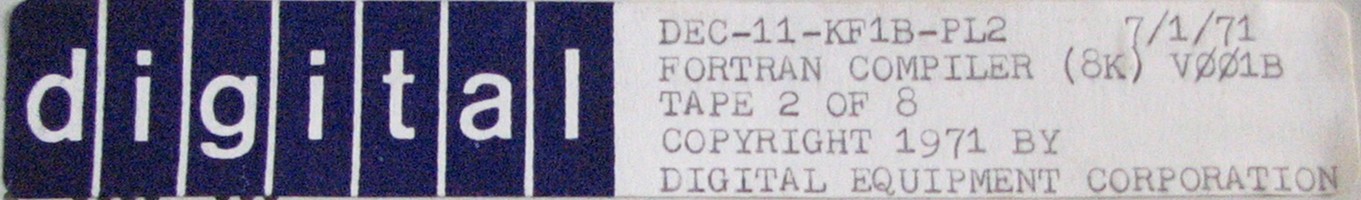 digital
DEC-11-KF1B-PL2 7/1/71
FORTRAN COMPILER (8K) VØØ1B
TAPE 2 OF 8
COPYRIGHT 1971 BY
DIGITAL EQUIPMENT CORPORATION